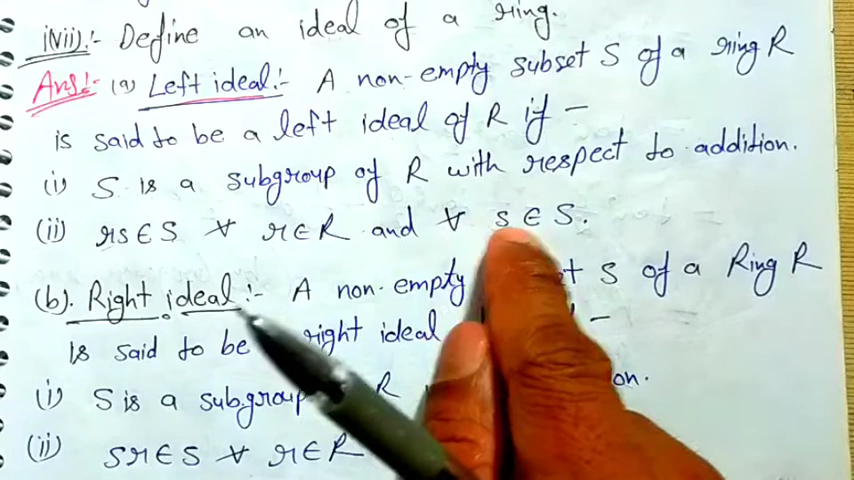 i(vii):- Define an ideal of a ring.
Ans:- (a) Left ideal:- A non-empty subset S of a ring R
is said to be a left ideal of R if —
(i) S is a subgroup of R with respect to addition.
(ii) rs ∈ S ∀ r ∈ R and ∀ s ∈ S.
(b). Right ideal:- A non-empty S of a Ring R
is said to be right ideal —
(i) S is a subgroup R on.
(ii) sr ∈ S ∀ r ∈ R